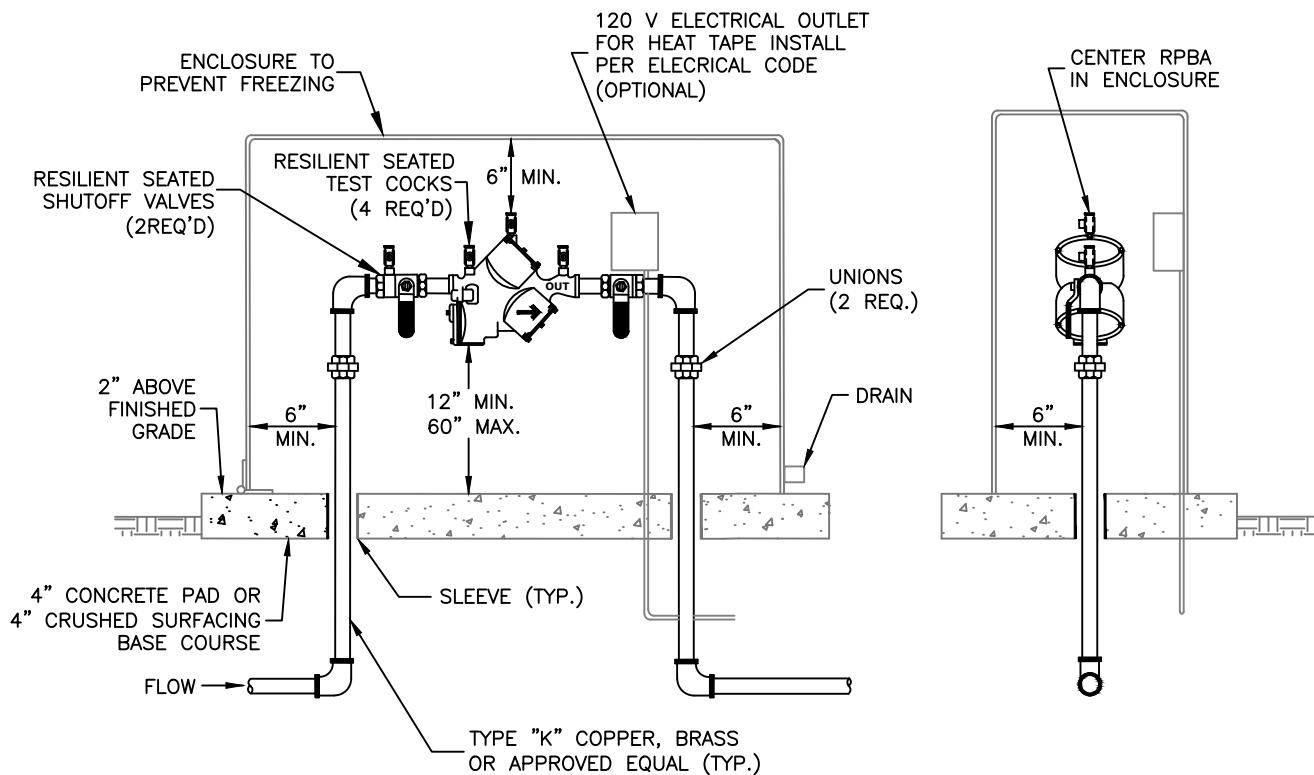 120 V ELECTRICAL OUTLET
FOR HEAT TAPE INSTALL
PER ELECRICAL CODE
(OPTIONAL)
ENCLOSURE TO
PREVENT FREEZING
CENTER RPBA
IN ENCLOSURE
RESILIENT SEATED
TEST COCKS
(4 REQ'D)
6" MIN.
RESILIENT SEATED
SHUTOFF VALVES
(2REQ'D)
OUT
UNIONS
(2 REQ.)
2" ABOVE
FINISHED
GRADE
6"
MIN.
12" MIN.
60" MAX.
6"
MIN.
DRAIN
6"
MIN.
4" CONCRETE PAD OR
4" CRUSHED SURFACING
BASE COURSE
SLEEVE (TYP.)
FLOW
TYPE "K" COPPER, BRASS
OR APPROVED EQUAL (TYP.)